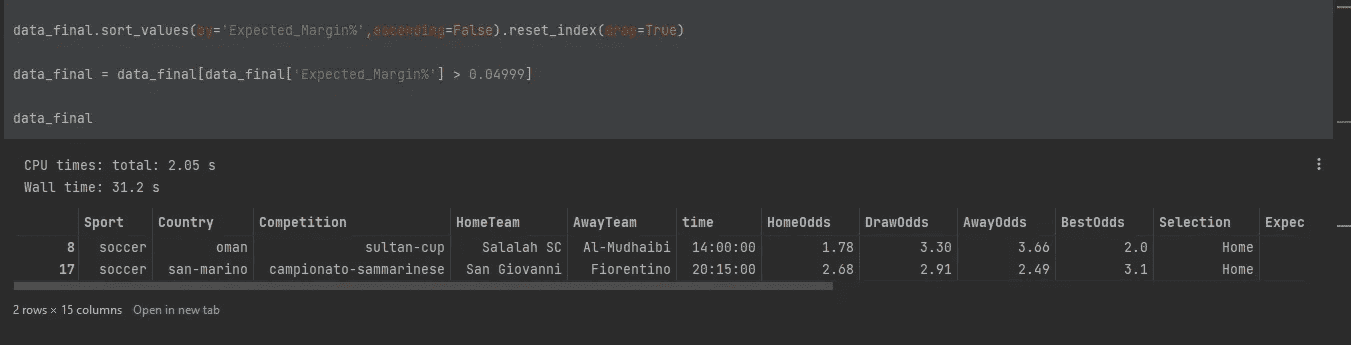 data_final.sort_values(by='Expected_Margin%',ascending=False).reset_index(drop=True)
data_final = data_final[data_final['Expected_Margin%'] > 0.04999]
data_final
CPU times: total: 2.05 s
Wall time: 31.2 s
Sport Country Competition HomeTeam AwayTeam time HomeOdds DrawOdds AwayOdds BestOdds Selection Expec
8 soccer oman sultan-cup Salalah SC Al-Mudhaibi 14:00:00 1.78 3.30 3.66 2.0 Home
17 soccer san-marino campionato-sammarinese San Giovanni Fiorentino 20:15:00 2.68 2.91 2.49 3.1 Home
2 rows × 15 columns Open in new tab